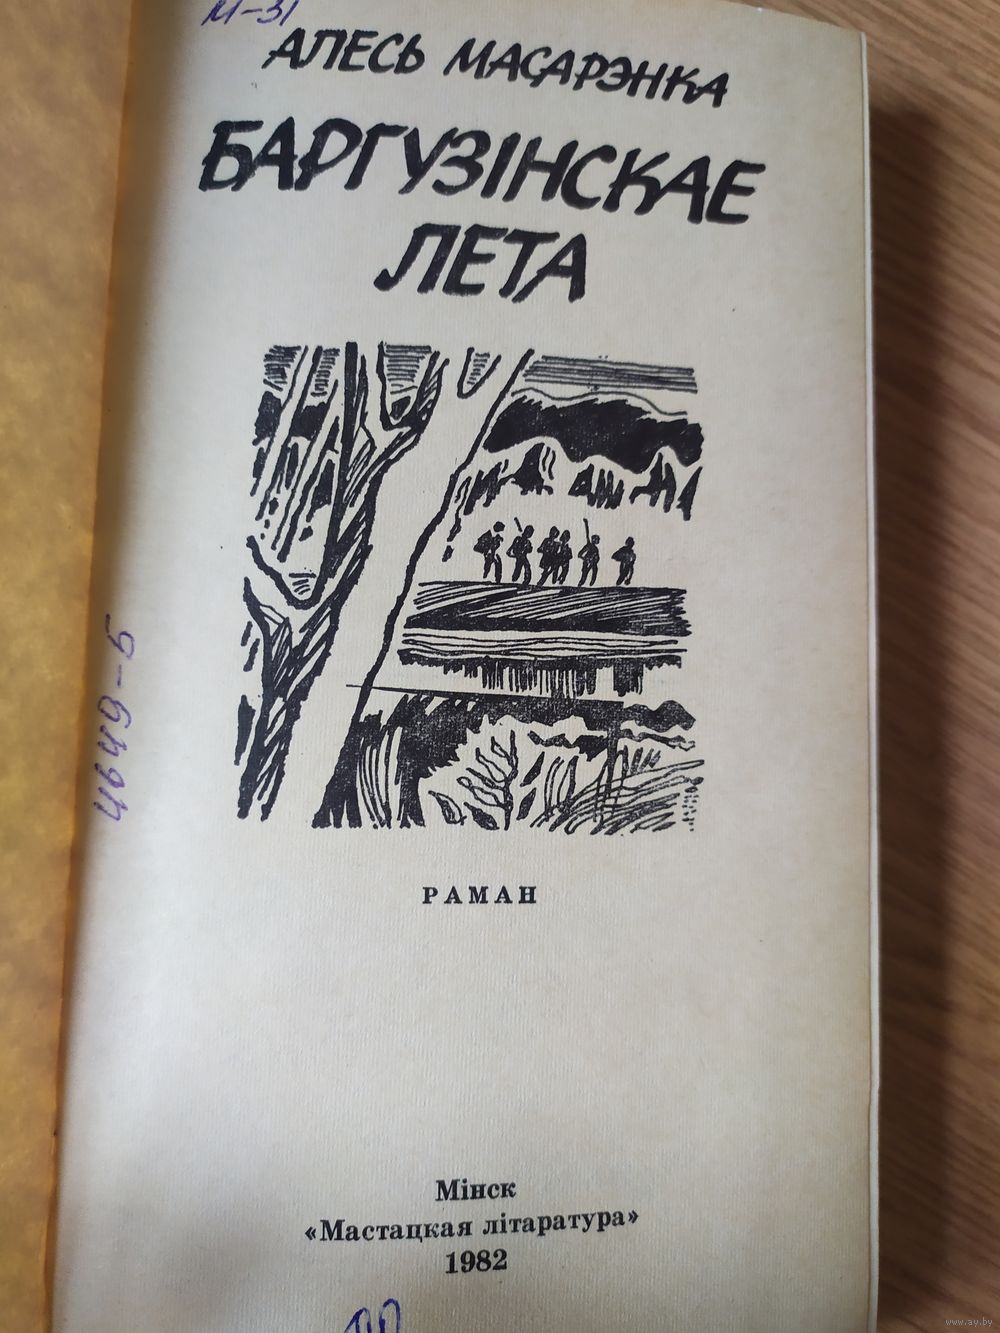 М-31
АЛЕСЬ МАСАРЭНКА
БАРГУЗІНСКАЕ
ЛЕТА
РАМАН
Мінск
«Мастацкая літаратура»
1982
www.ay.by